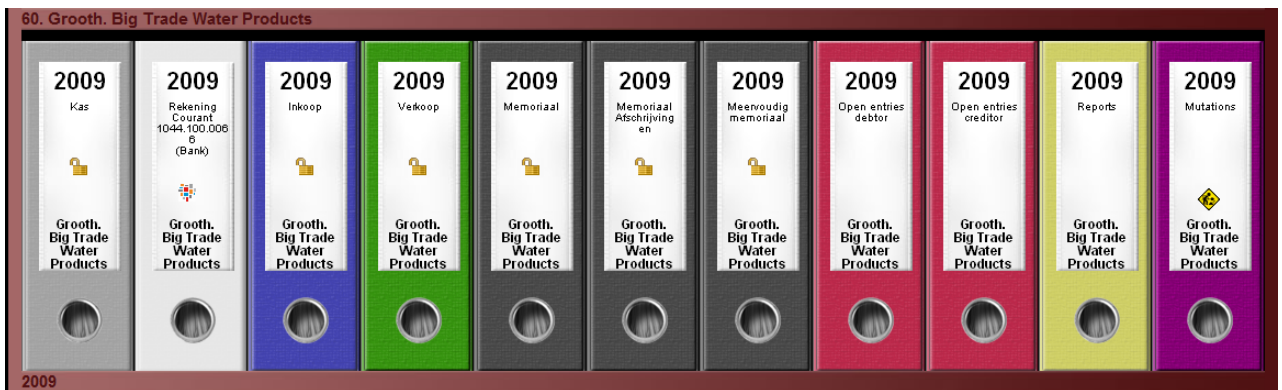 60. Grooth. Big Trade Water Products
2009
Kas
Grooth.
Big Trade
Water
Products
2009
Rekening
Courant
1044.100.006
6
(Bank)
Grooth.
Big Trade
Water
Products
2009
Inkoop
Grooth.
Big Trade
Water
Products
2009
Verkoop
Grooth.
Big Trade
Water
Products
2009
Memoriaal
Grooth.
Big Trade
Water
Products
2009
Memoriaal
Afschrijving
en
Grooth.
Big Trade
Water
Products
2009
Meervoudig
memoriaal
Grooth.
Big Trade
Water
Products
2009
Open entries
debtor
Grooth.
Big Trade
Water
Products
2009
Open entries
creditor
Grooth.
Big Trade
Water
Products
2009
Reports
Grooth.
Big Trade
Water
Products
2009
Mutations
Grooth.
Big Trade
Water
Products
2009